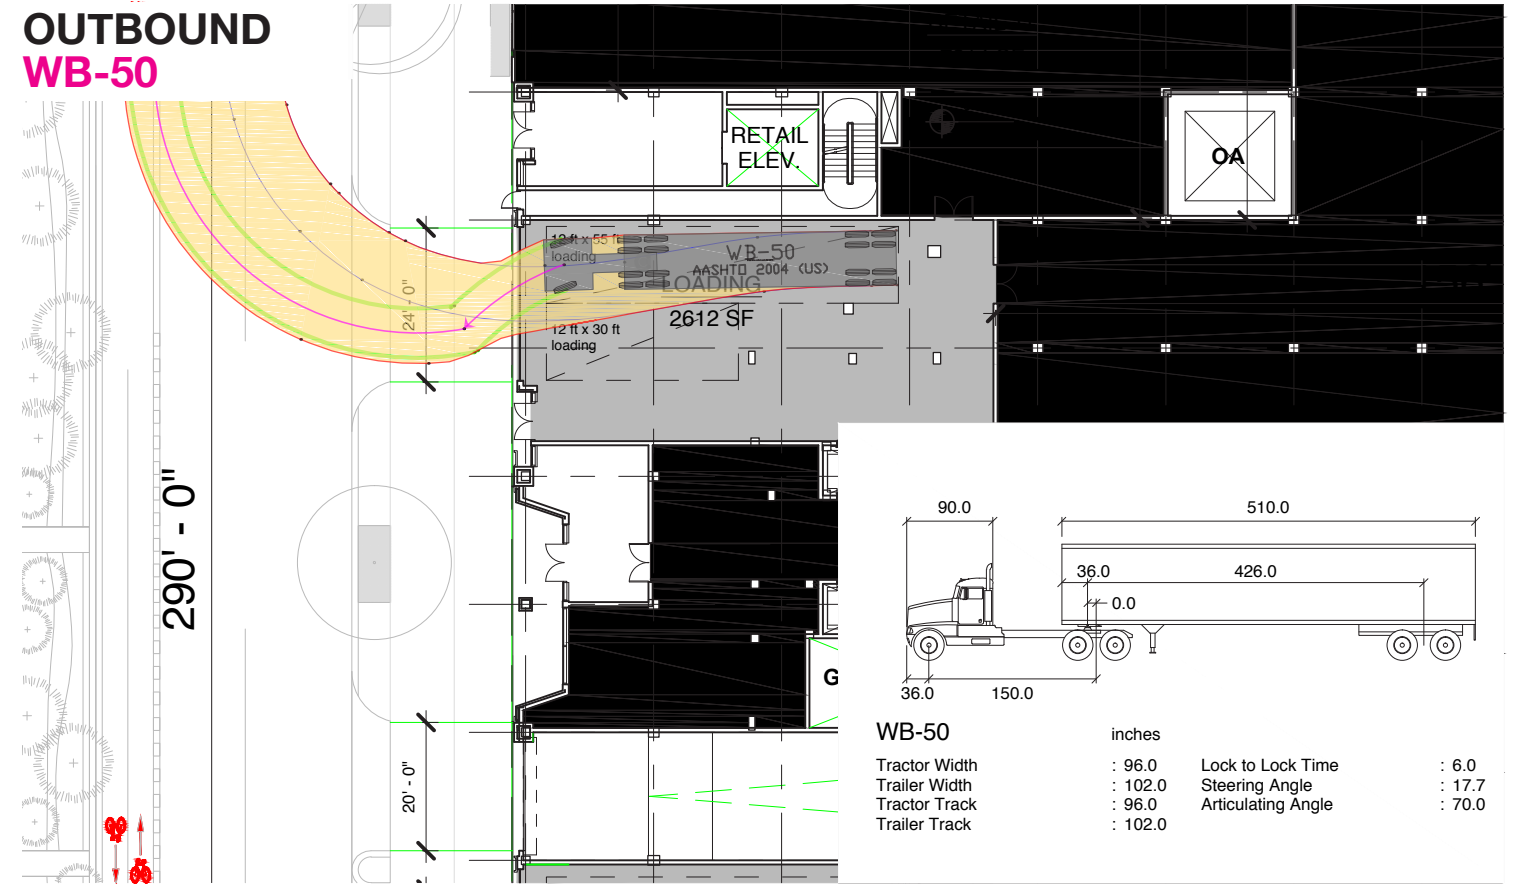 OUTBOUND
WB-50
RETAIL
ELEV.
OA
12 ft x 55 ft
loading
WB-50
AASHTO 2004 (US)
LOADING
2612 SF
12 ft x 30 ft
loading
24' - 0"
290' - 0"
20' - 0"
G
90.0
510.0
36.0
426.0
0.0
36.0
150.0
WB-50
inches
Tractor Width : 96.0 Lock to Lock Time : 6.0
Trailer Width : 102.0 Steering Angle : 17.7
Tractor Track : 96.0 Articulating Angle : 70.0
Trailer Track : 102.0